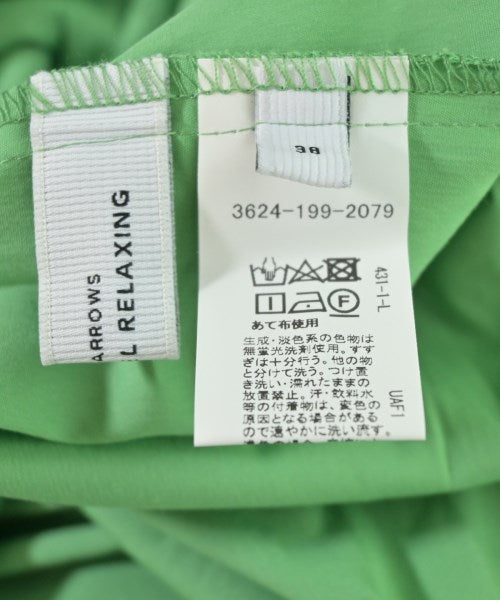 ARROWS
L RELAXING
38
3624-199-2079
431-1-L
あて布使用
生成・淡色系の色物は
無蛍光洗剤使用。すす
ぎは十分行う。他の物
と分けて洗う。つけ置
き洗い・濡れたままの
放置禁止。汗・飲料水
等の付着物は、変色の
原因となる場合がある
ので速やかに洗い流す。
UAF1